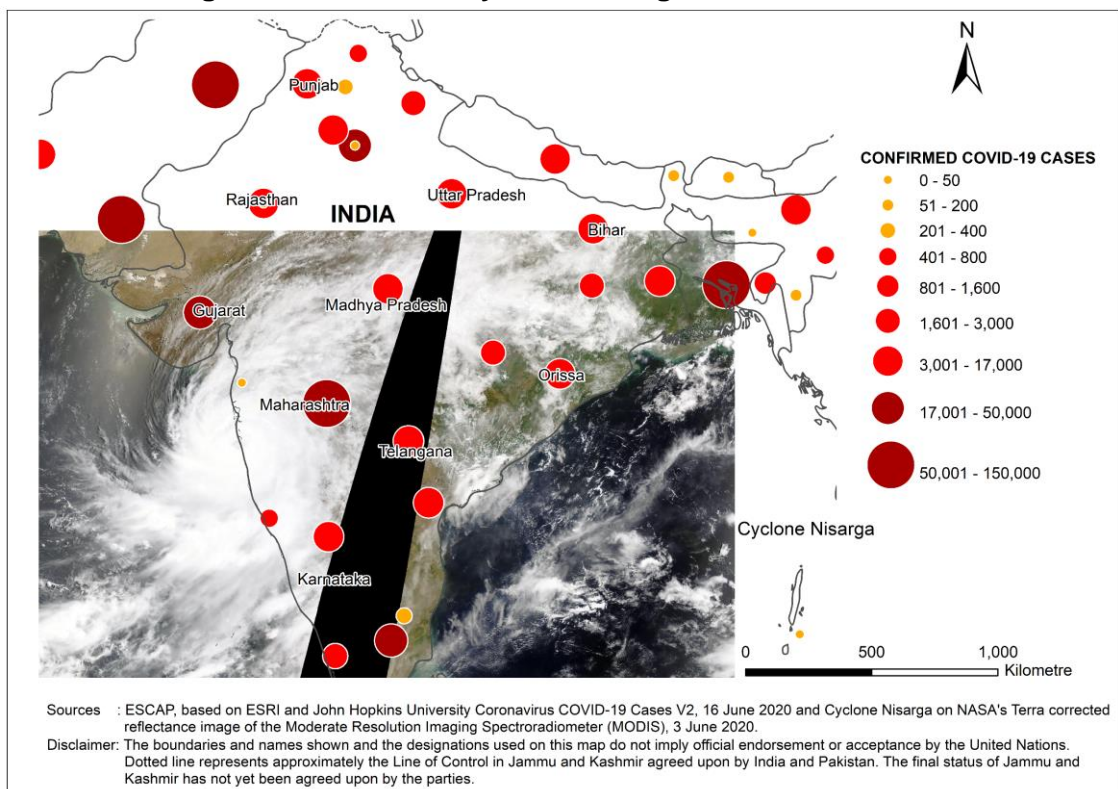 N
CONFIRMED COVID-19 CASES
0 - 50
51 - 200
201 - 400
401 - 800
801 - 1,600
1,601 - 3,000
3,001 - 17,000
17,001 - 50,000
50,001 - 150,000
Punjab
Rajasthan
Uttar Pradesh
INDIA
Bihar
Gujarat
Madhya Pradesh
Orissa
Maharashtra
Telangana
Karnataka
Cyclone Nisarga
0 500 1,000
Kilometre
Sources : ESCAP, based on ESRI and John Hopkins University Coronavirus COVID-19 Cases V2, 16 June 2020 and Cyclone Nisarga on NASA's Terra corrected
reflectance image of the Moderate Resolution Imaging Spectroradiometer (MODIS), 3 June 2020.
Disclaimer: The boundaries and names shown and the designations used on this map do not imply official endorsement or acceptance by the United Nations.
Dotted line represents approximately the Line of Control in Jammu and Kashmir agreed upon by India and Pakistan. The final status of Jammu and
Kashmir has not yet been agreed upon by the parties.